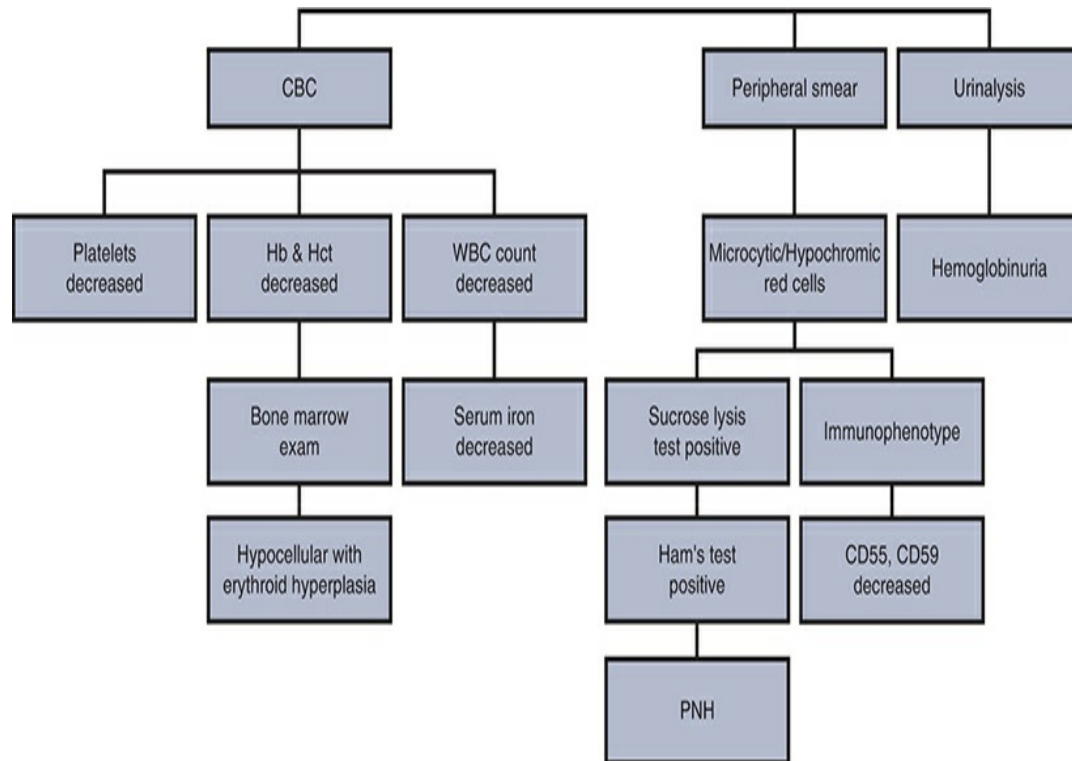 CBC
Peripheral smear
Urinalysis
Platelets
decreased
Hb & Hct
decreased
WBC count
decreased
Microcytic/Hypochromic
red cells
Hemoglobinuria
Bone marrow
exam
Serum iron
decreased
Sucrose lysis
test positive
Immunophenotype
Hypocellular with
erythroid hyperplasia
Ham's test
positive
CD55, CD59
decreased
PNH